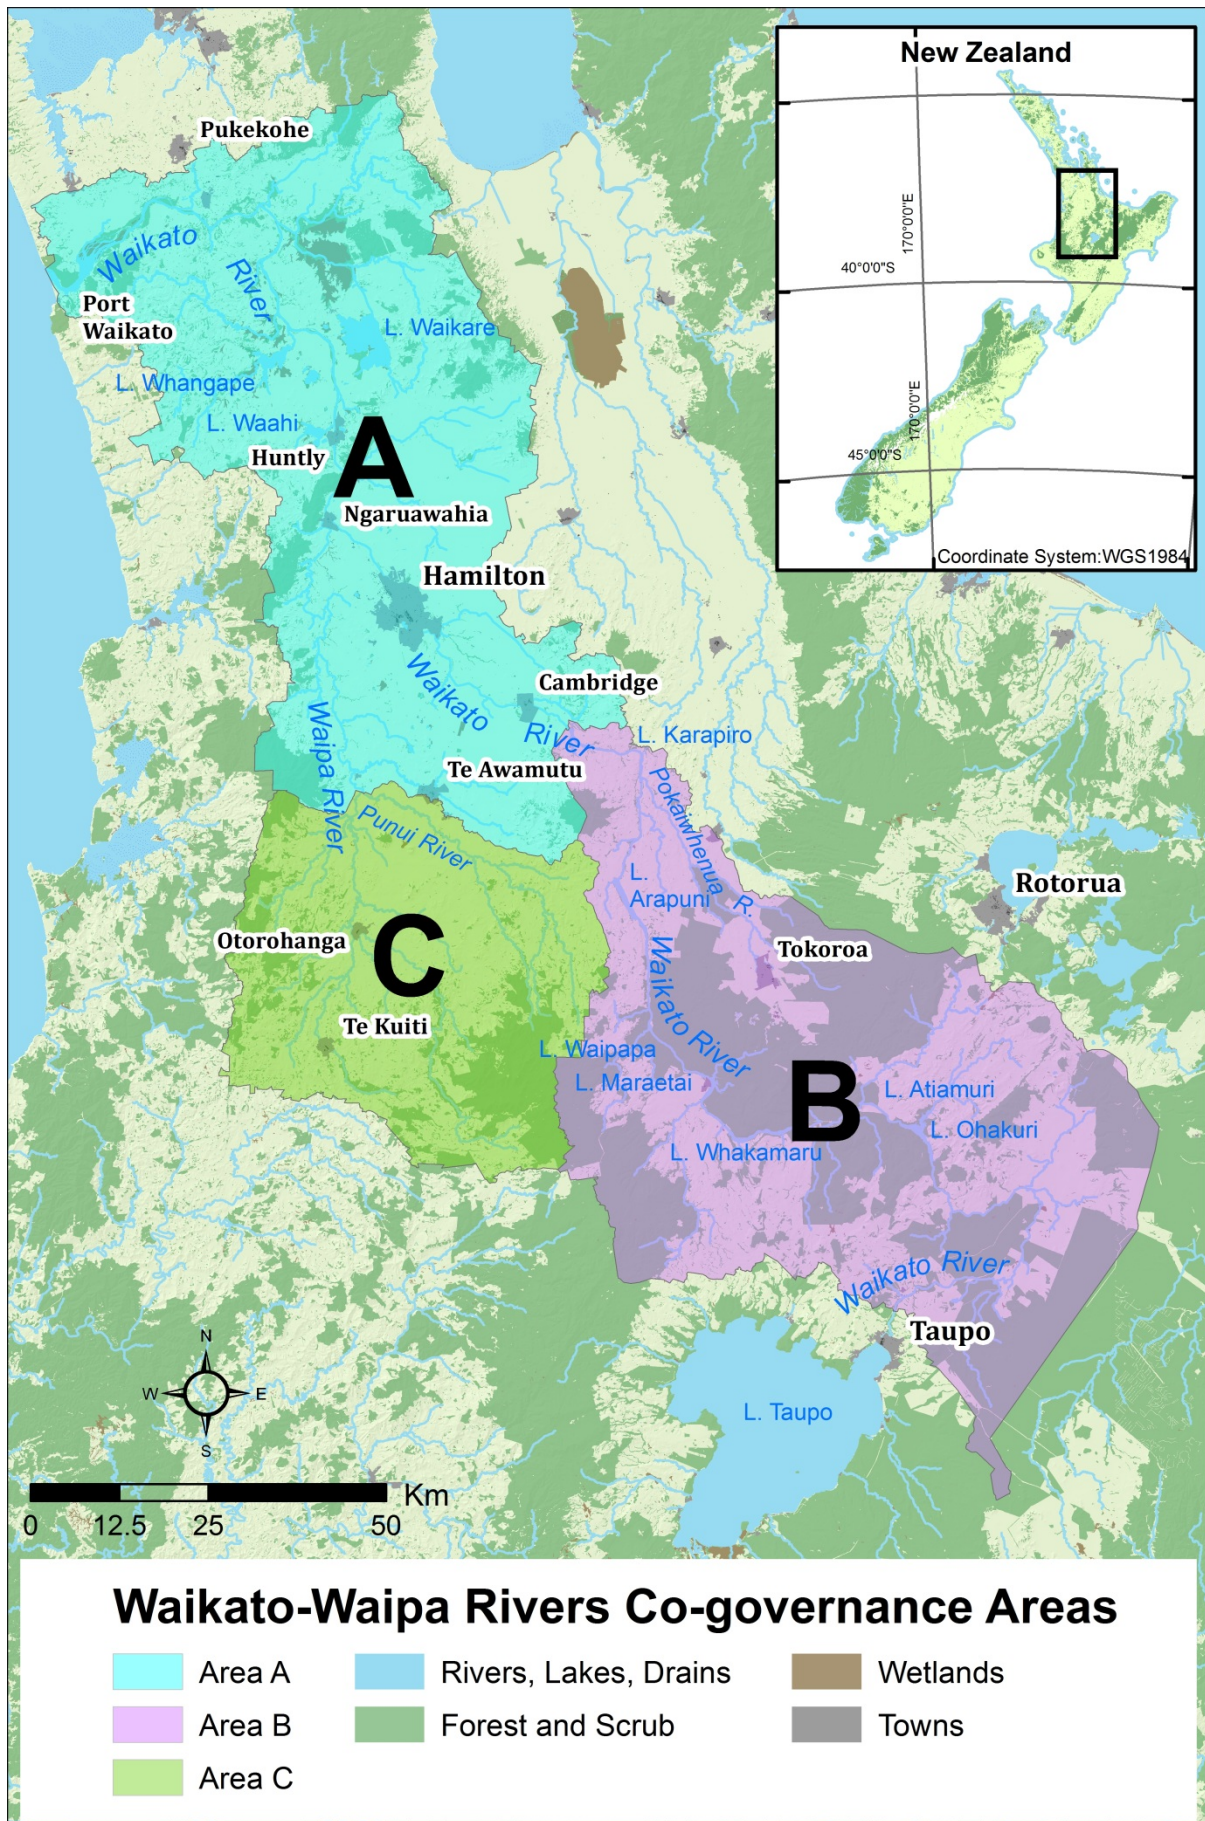 New Zealand
170°0'0"E
40°0'0"S
170°0'0"E
45°0'0"S
Coordinate System:WGS1984
Pukekohe
Waikato
River
Port
Waikato
L. Waikare
L. Whangape
L. Waahi
Huntly
A
Ngaruawahia
Hamilton
Waikato
River
Cambridge
L. Karapiro
Waipa River
Te Awamutu
Punui River
Pokaiwhenua R.
L.
Arapuni
Rotorua
Otorohanga
C
Waikato River
Tokoroa
Te Kuiti
L. Waipapa
L. Maraetai
B
L. Atiamuri
L. Ohakuri
L. Whakamaru
Waikato River
Taupo
L. Taupo
N
W
E
S
Km
0
12.5
25
50
Waikato-Waipa Rivers Co-governance Areas
Area A
Rivers, Lakes, Drains
Wetlands
Area B
Forest and Scrub
Towns
Area C